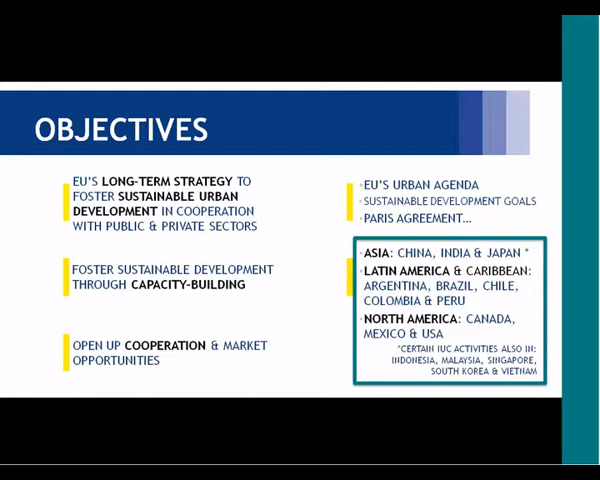 OBJECTIVES
EU'S LONG-TERM STRATEGY TO
FOSTER SUSTAINABLE URBAN
DEVELOPMENT IN COOPERATION
WITH PUBLIC & PRIVATE SECTORS
FOSTER SUSTAINABLE DEVELOPMENT
THROUGH CAPACITY-BUILDING
OPEN UP COOPERATION & MARKET
OPPORTUNITIES
EU'S URBAN AGENDA
SUSTAINABLE DEVELOPMENT GOALS
PARIS AGREEMENT…
ASIA: CHINA, INDIA & JAPAN *
LATIN AMERICA & CARIBBEAN:
ARGENTINA, BRAZIL, CHILE,
COLOMBIA & PERU
NORTH AMERICA: CANADA,
MEXICO & USA
*CERTAIN IUC ACTIVITIES ALSO IN:
INDONESIA, MALAYSIA, SINGAPORE,
SOUTH KOREA & VIETNAM